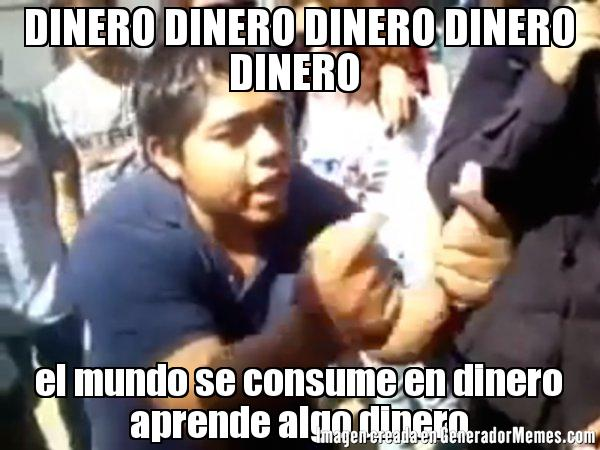 DINERO DINERO DINERO DINERO
DINERO
el mundo se consume en dinero
aprende algo dinero
Imagen creada en GeneradorMemes.com